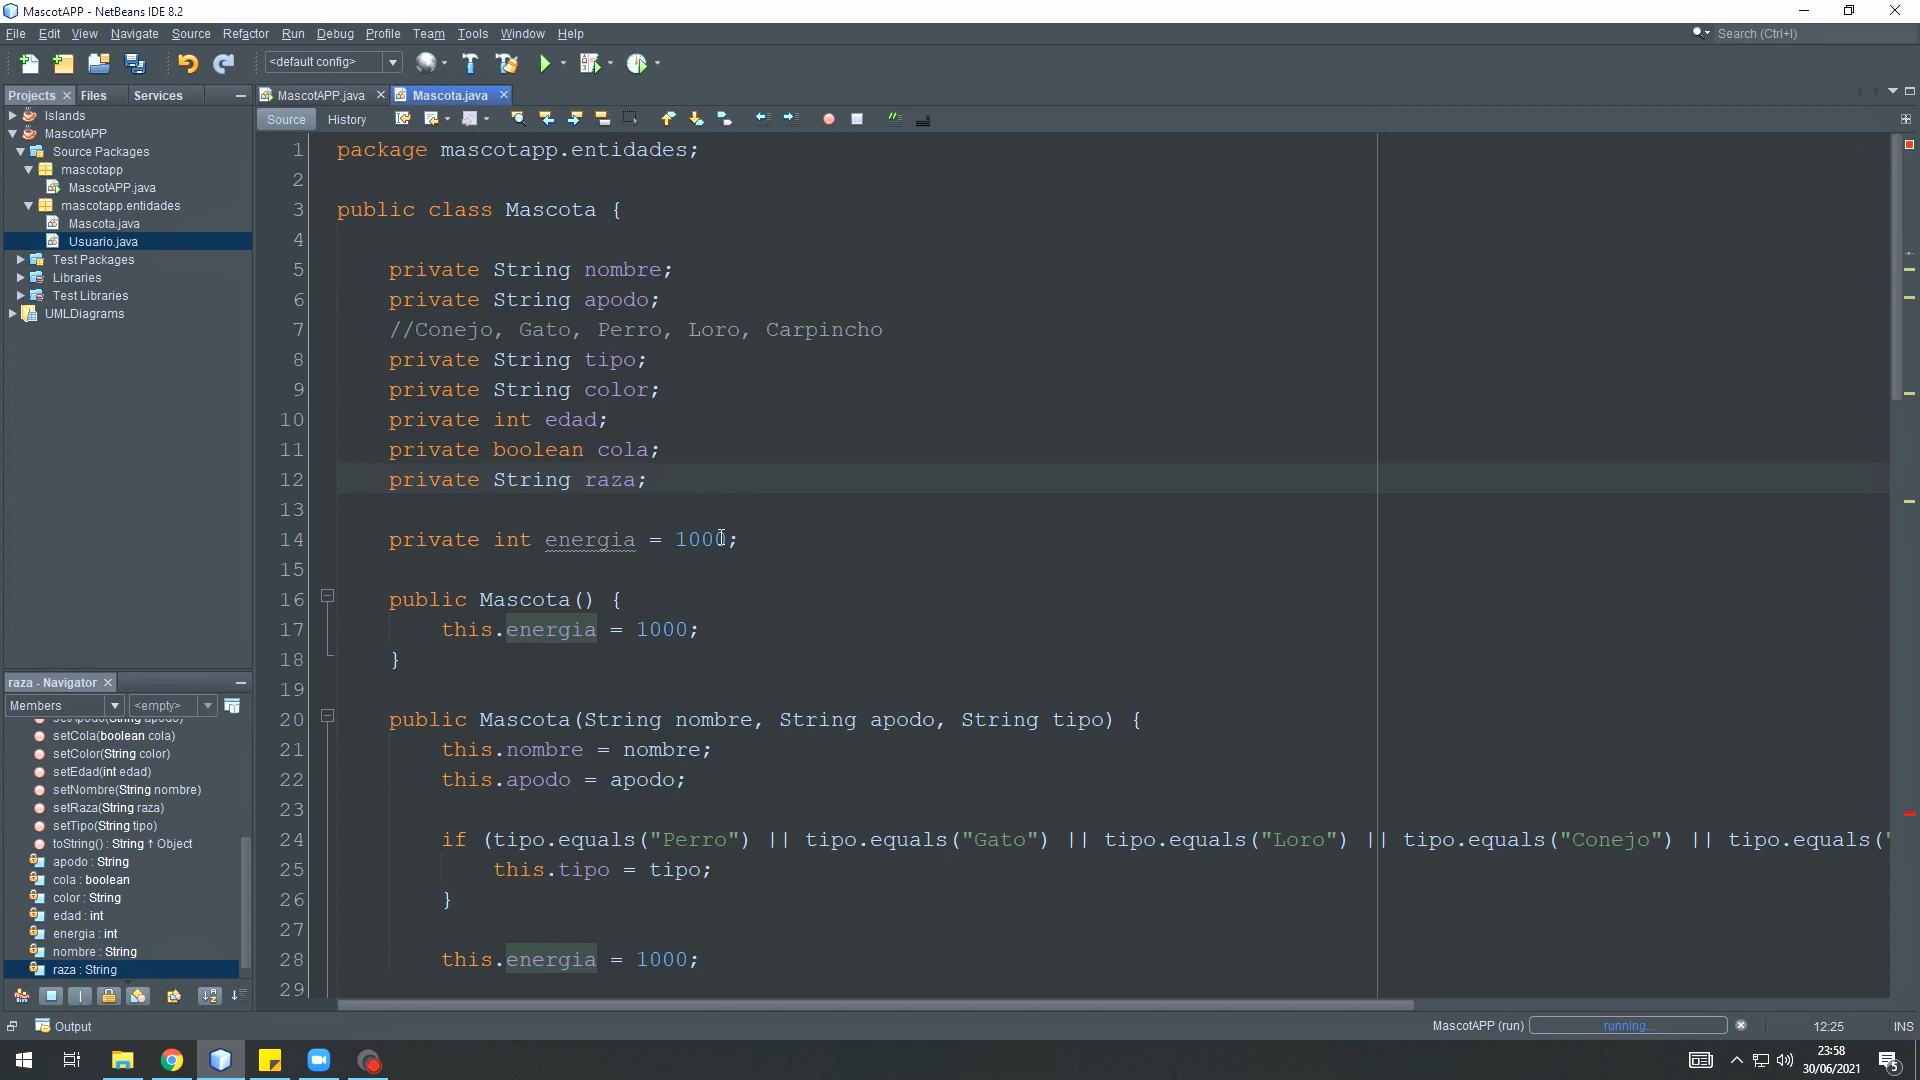 MascotAPP - NetBeans IDE 8.2
File Edit View Navigate Source Refactor Run Debug Profile Team Tools Window Help
Search (Ctrl+I)
<default config>
Projects Files Services
MascotAPP.java Mascota.java
Source History
Islands
MascotAPP
Source Packages
mascotapp
MascotAPP.java
mascotapp.entidades
Mascota.java
Usuario.java
Test Packages
Libraries
Test Libraries
UMLDiagrams
1 package mascotapp.entidades;
2
3 public class Mascota {
4
5 private String nombre;
6 private String apodo;
7 //Conejo, Gato, Perro, Loro, Carpincho
8 private String tipo;
9 private String color;
10 private int edad;
11 private boolean cola;
12 private String raza;
13
14 private int energia = 1000;
15
16 public Mascota() {
17 this.energia = 1000;
18 }
19
20 public Mascota(String nombre, String apodo, String tipo) {
21 this.nombre = nombre;
22 this.apodo = apodo;
23
24 if (tipo.equals("Perro") || tipo.equals("Gato") || tipo.equals("Loro") || tipo.equals("Conejo") || tipo.equals("
25 this.tipo = tipo;
26 }
27
28 this.energia = 1000;
29
raza - Navigator
Members <empty>
setApodo(String apodo)
setCola(boolean cola)
setColor(String color)
setEdad(int edad)
setNombre(String nombre)
setRaza(String raza)
setTipo(String tipo)
toString() : String ↑ Object
apodo : String
cola : boolean
color : String
edad : int
energia : int
nombre : String
raza : String
Output
MascotAPP (run) running... 12:25 INS
23:58
30/06/2021
5